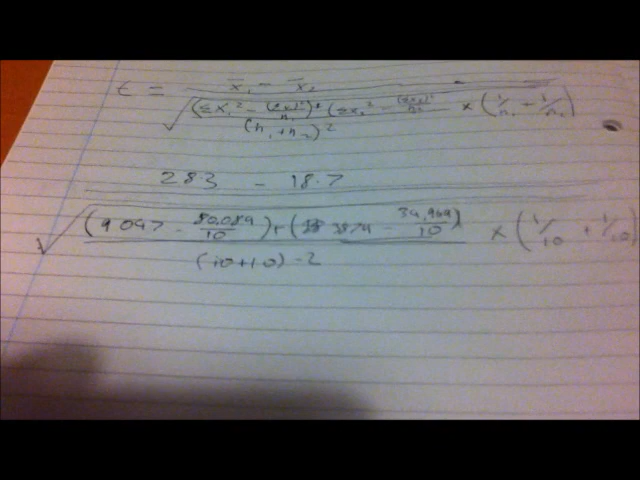 t = x̄₁ - x̄₂
√ (Σx₁² - (Σx₁)²/n₁)+(Σx₂² - (Σx₂)²/n₂) × (1/n₁ + 1/n₂)
(n₁+n₂)-2
28.3 - 18.7
√ (9097 - 80,089/10)+(3874 - 34,969/10) × (1/10 + 1/10)
(10+10)-2